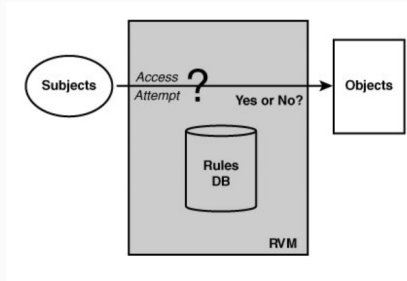 Subjects
Access
Attempt
?
Yes or No?
Objects
Rules
DB
RVM